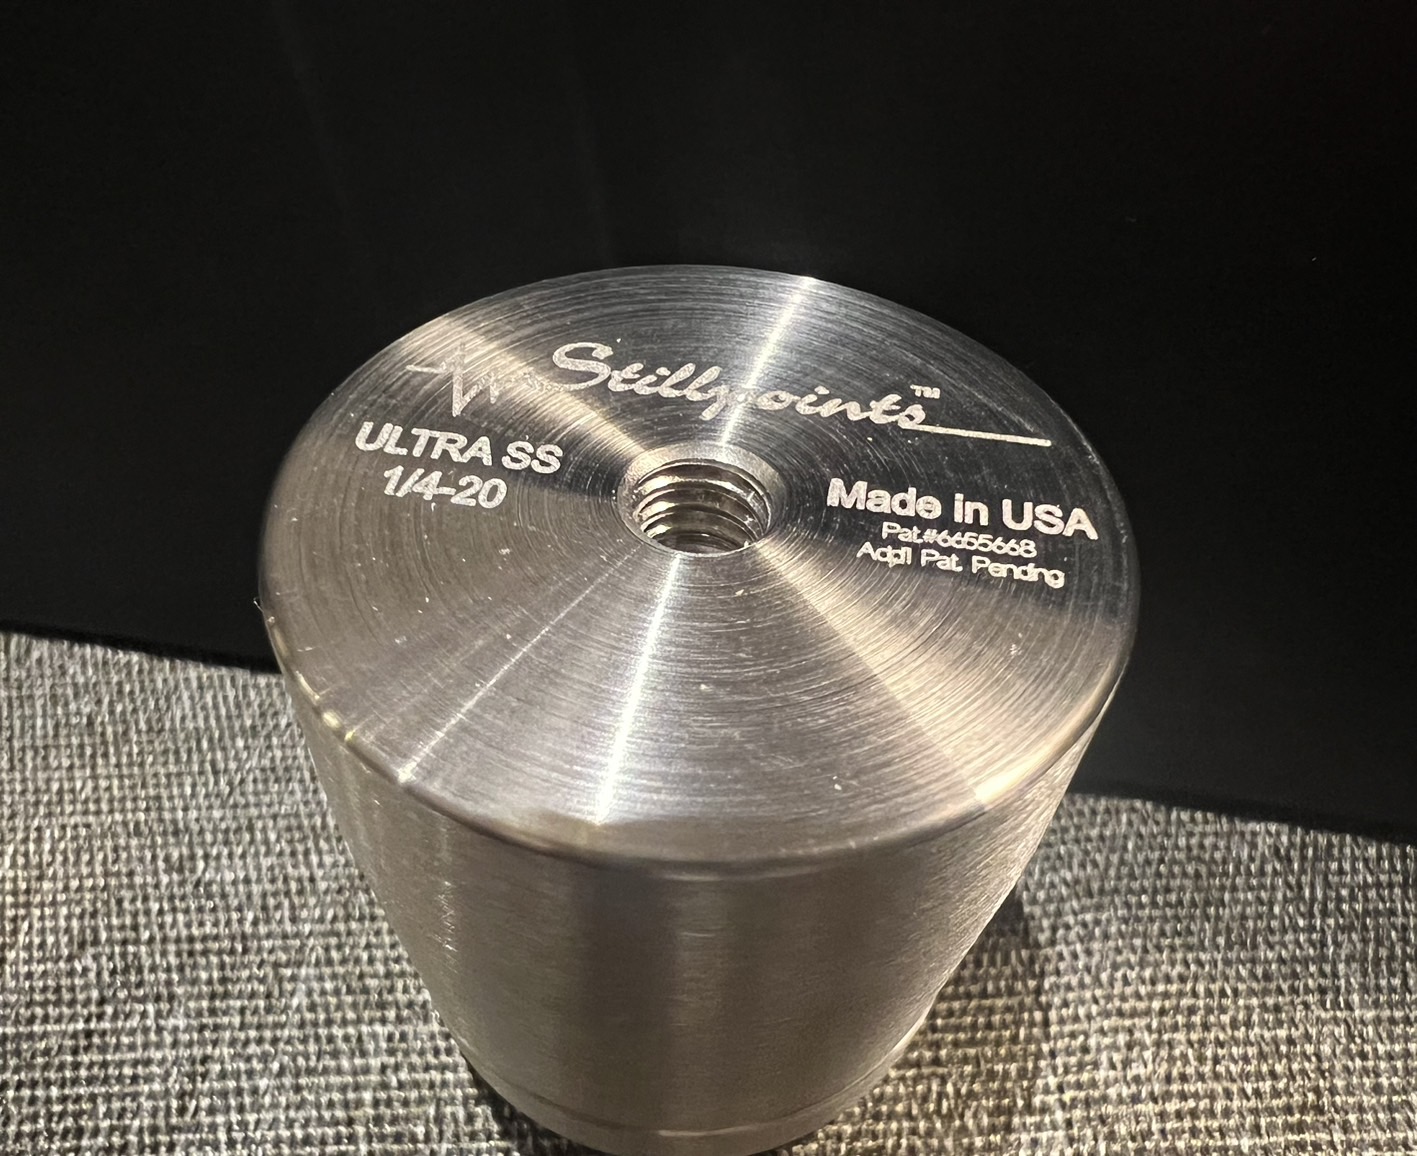 Stillpoints™
ULTRA SS
1/4-20
Made in USA
Pat.#6655668
Add'l Pat. Pending